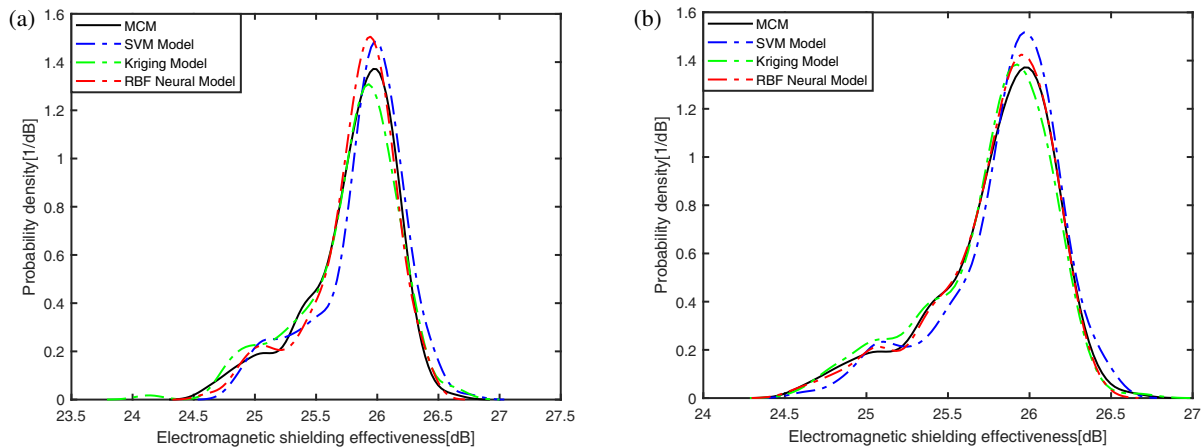 (a)
1.6
1.4
1.2
1
0.8
0.6
0.4
0.2
0
Probability density[1/dB]
MCM
SVM Model
Kriging Model
RBF Neural Model
23.5 24 24.5 25 25.5 26 26.5 27 27.5
Electromagnetic shielding effectiveness[dB]
(b)
1.6
1.4
1.2
1
0.8
0.6
0.4
0.2
0
Probability density[1/dB]
MCM
SVM Model
Kriging Model
RBF Neural Model
24 24.5 25 25.5 26 26.5 27
Electromagnetic shielding effectiveness[dB]